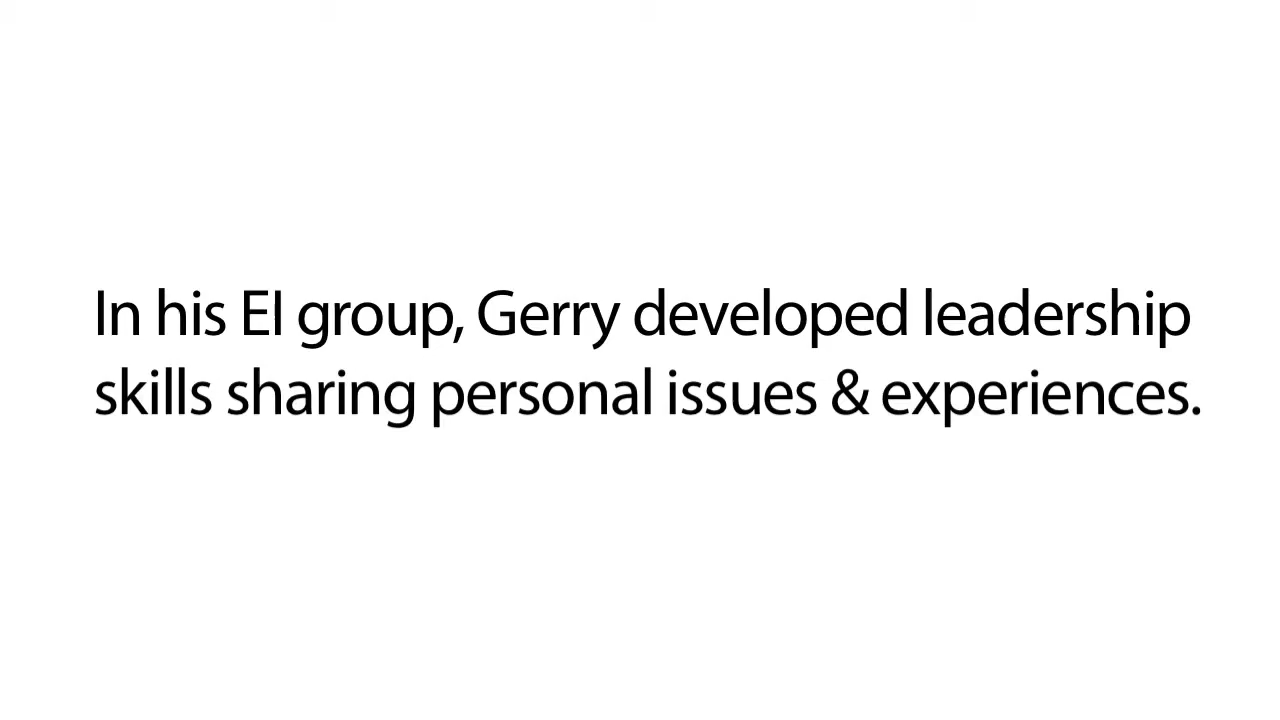 In his EI group, Gerry developed leadership
skills sharing personal issues & experiences.